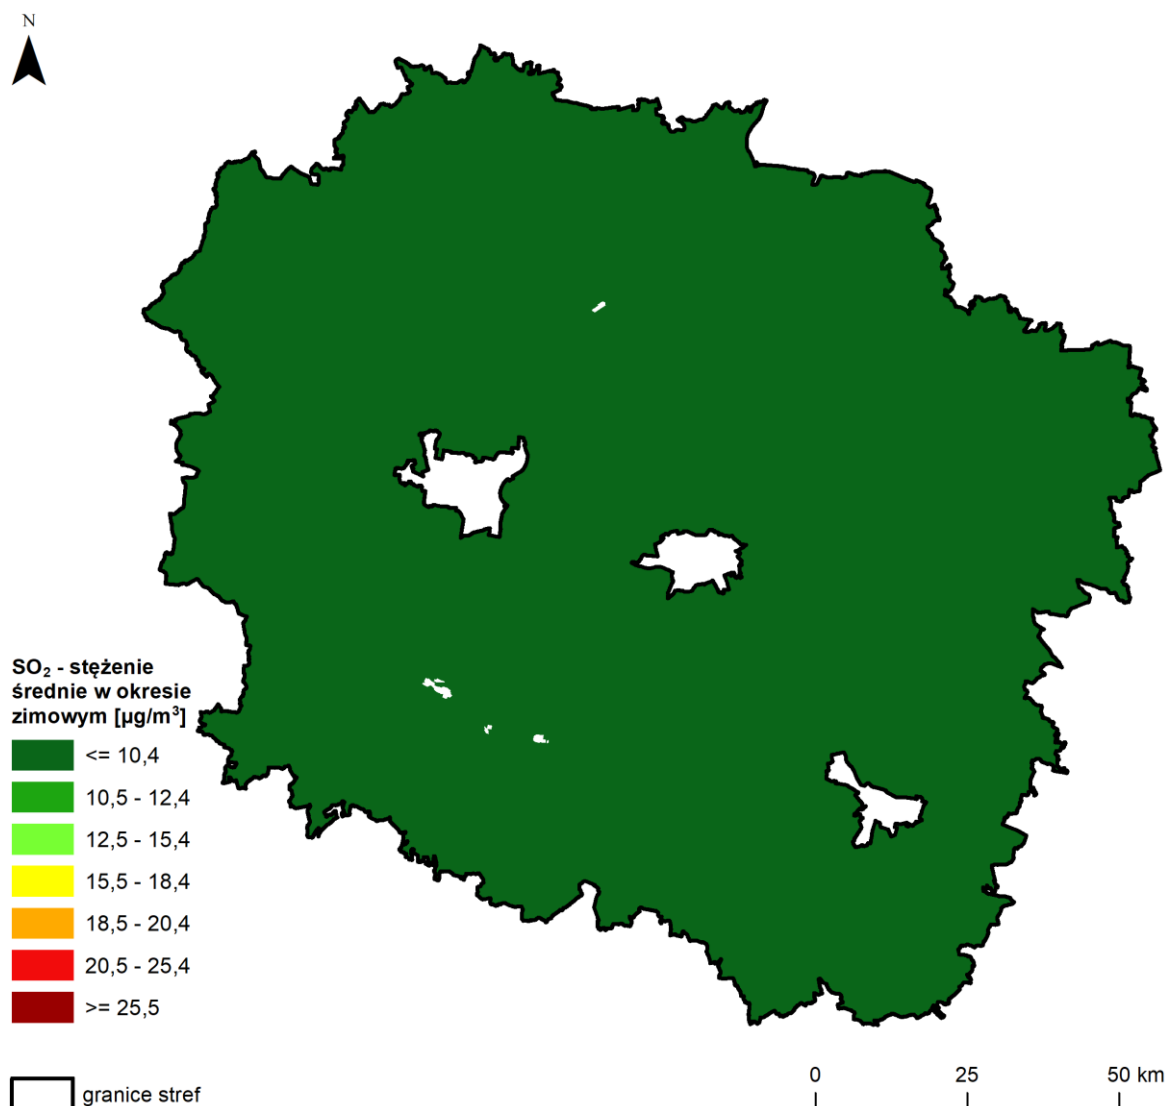 N
SO₂ - stężenie
średnie w okresie
zimowym [µg/m³]
<= 10,4
10,5 - 12,4
12,5 - 15,4
15,5 - 18,4
18,5 - 20,4
20,5 - 25,4
>= 25,5
granice stref
0 25 50 km